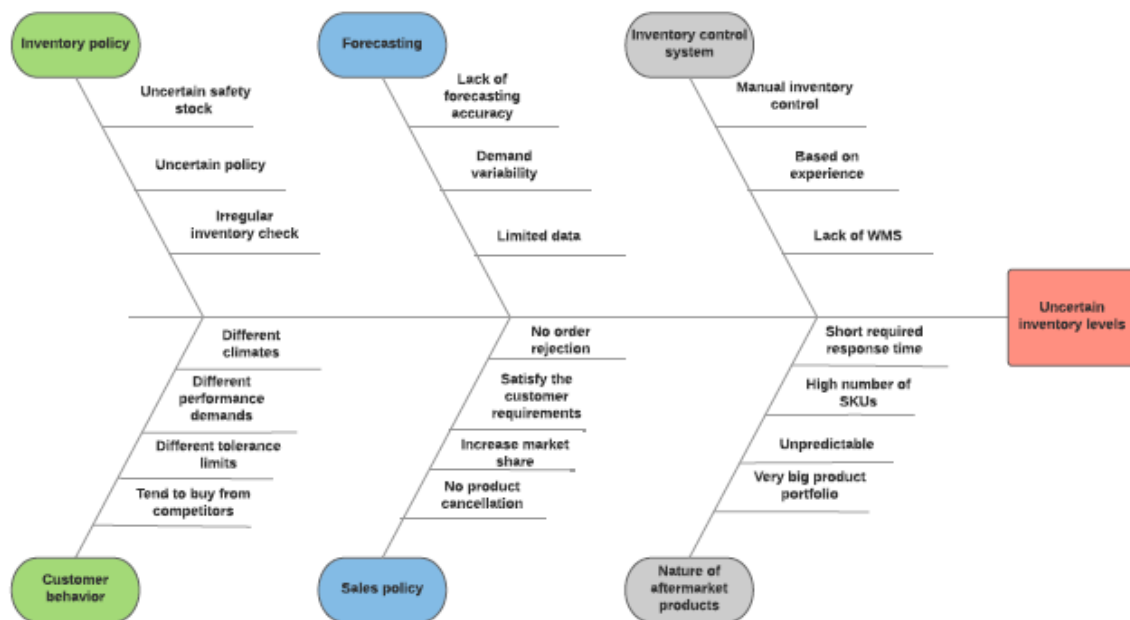 Inventory policy
Forecasting
Inventory control
system
Uncertain safety
stock
Uncertain policy
Irregular
inventory check
Lack of
forecasting
accuracy
Demand
variability
Limited data
Manual inventory
control
Based on
experience
Lack of WMS
Uncertain
inventory levels
Different
climates
Different
performance
demands
Different tolerance
limits
Tend to buy from
competitors
No order
rejection
Satisfy the
customer
requirements
Increase market
share
No product
cancellation
Short required
response time
High number of
SKUs
Unpredictable
Very big product
portfolio
Customer
behavior
Sales policy
Nature of
aftermarket
products